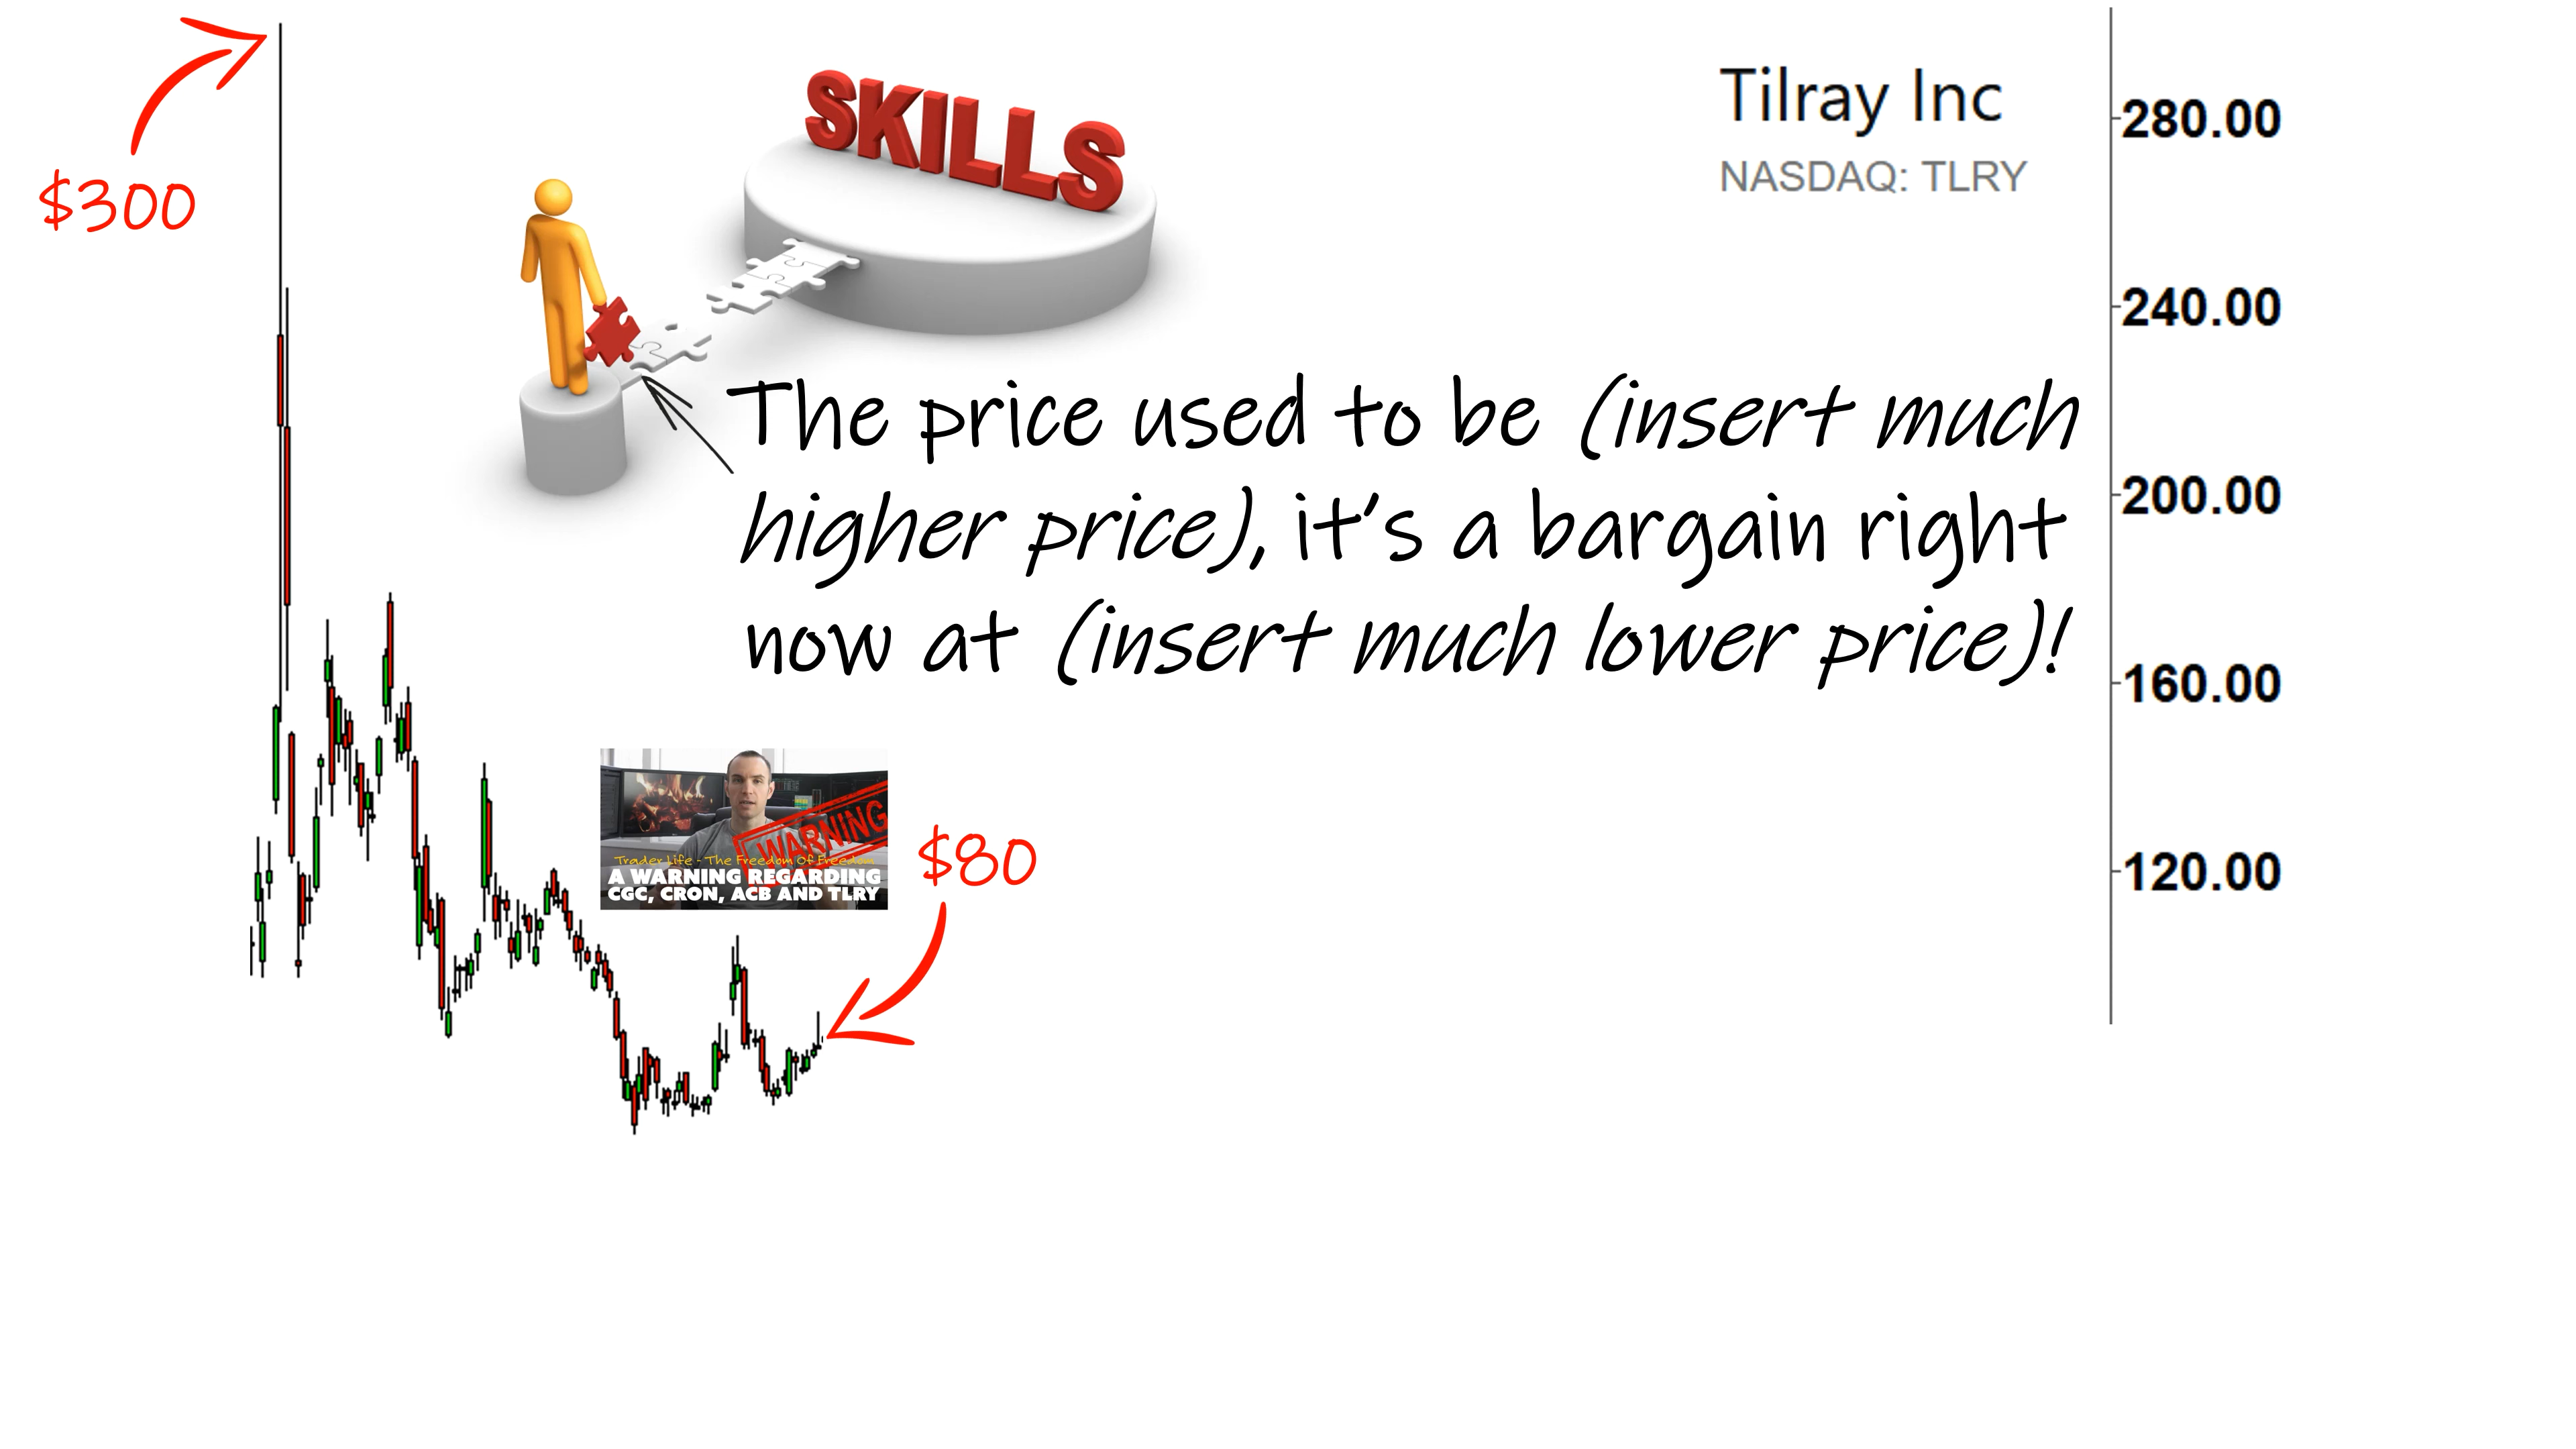 $300
SKILLS
Tilray Inc
NASDAQ: TLRY
The price used to be (insert much
higher price), it's a bargain right
now at (insert much lower price)!
WARNING
Trader Life - The Freedom Of Freedom
A WARNING REGARDING
CGC, CRON, ACB AND TLRY
$80
280.00
240.00
200.00
160.00
120.00